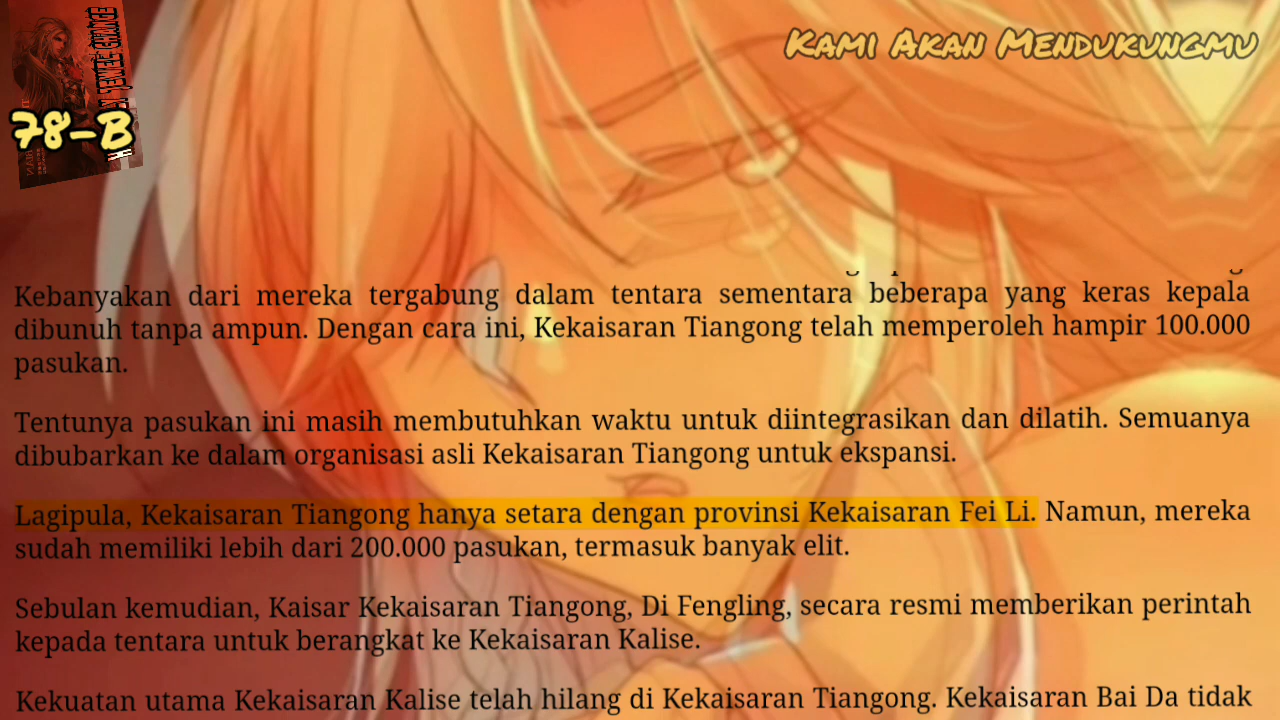 Kami Akan Mendukungmu
78-B
Kebanyakan dari mereka tergabung dalam tentara sementara beberapa yang keras kepala
dibunuh tanpa ampun. Dengan cara ini, Kekaisaran Tiangong telah memperoleh hampir 100.000
pasukan.
Tentunya pasukan ini masih membutuhkan waktu untuk diintegrasikan dan dilatih. Semuanya
dibubarkan ke dalam organisasi asli Kekaisaran Tiangong untuk ekspansi.
Lagipula, Kekaisaran Tiangong hanya setara dengan provinsi Kekaisaran Fei Li. Namun, mereka
sudah memiliki lebih dari 200.000 pasukan, termasuk banyak elit.
Sebulan kemudian, Kaisar Kekaisaran Tiangong, Di Fengling, secara resmi memberikan perintah
kepada tentara untuk berangkat ke Kekaisaran Kalise.
Kekuatan utama Kekaisaran Kalise telah hilang di Kekaisaran Tiangong. Kekaisaran Bai Da tidak